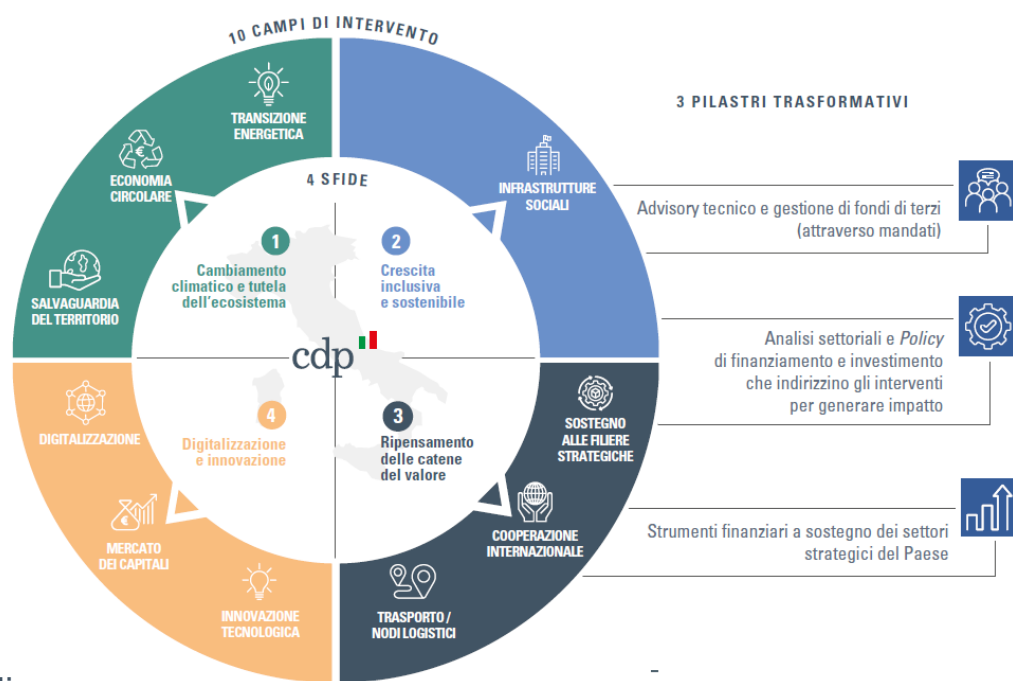 10 CAMPI DI INTERVENTO
TRANSIZIONE
ENERGETICA
ECONOMIA
CIRCOLARE
SALVAGUARDIA
DEL TERRITORIO
INFRASTRUTTURE
SOCIALI
4 SFIDE
1
Cambiamento
climatico e tutela
dell'ecosistema
2
Crescita
inclusiva
e sostenibile
cdp
4
Digitalizzazione
e innovazione
3
Ripensamento
delle catene
del valore
DIGITALIZZAZIONE
MERCATO
DEI CAPITALI
INNOVAZIONE
TECNOLOGICA
SOSTEGNO
ALLE FILIERE
STRATEGICHE
COOPERAZIONE
INTERNAZIONALE
TRASPORTO /
NODI LOGISTICI
3 PILASTRI TRASFORMATIVI
Advisory tecnico e gestione di fondi di terzi
(attraverso mandati)
Analisi settoriali e Policy
di finanziamento e investimento
che indirizzino gli interventi
per generare impatto
Strumenti finanziari a sostegno dei settori
strategici del Paese